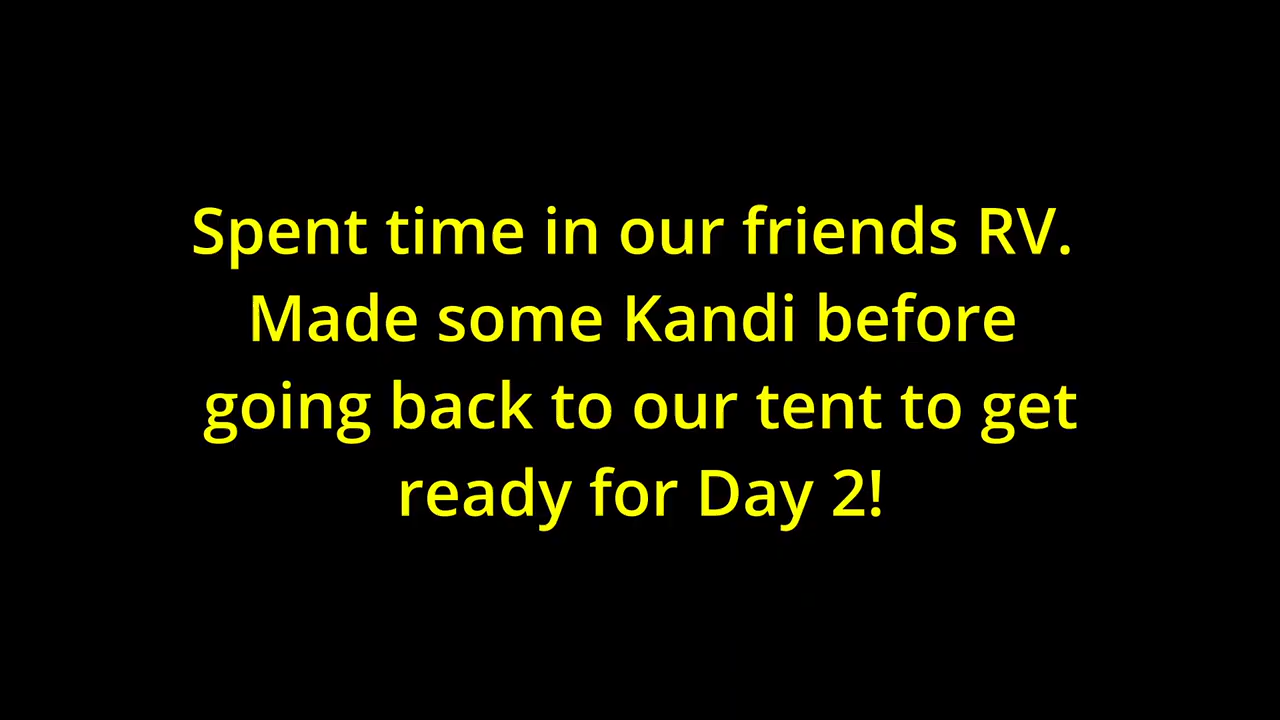 Spent time in our friends RV.
Made some Kandi before
going back to our tent to get
ready for Day 2!